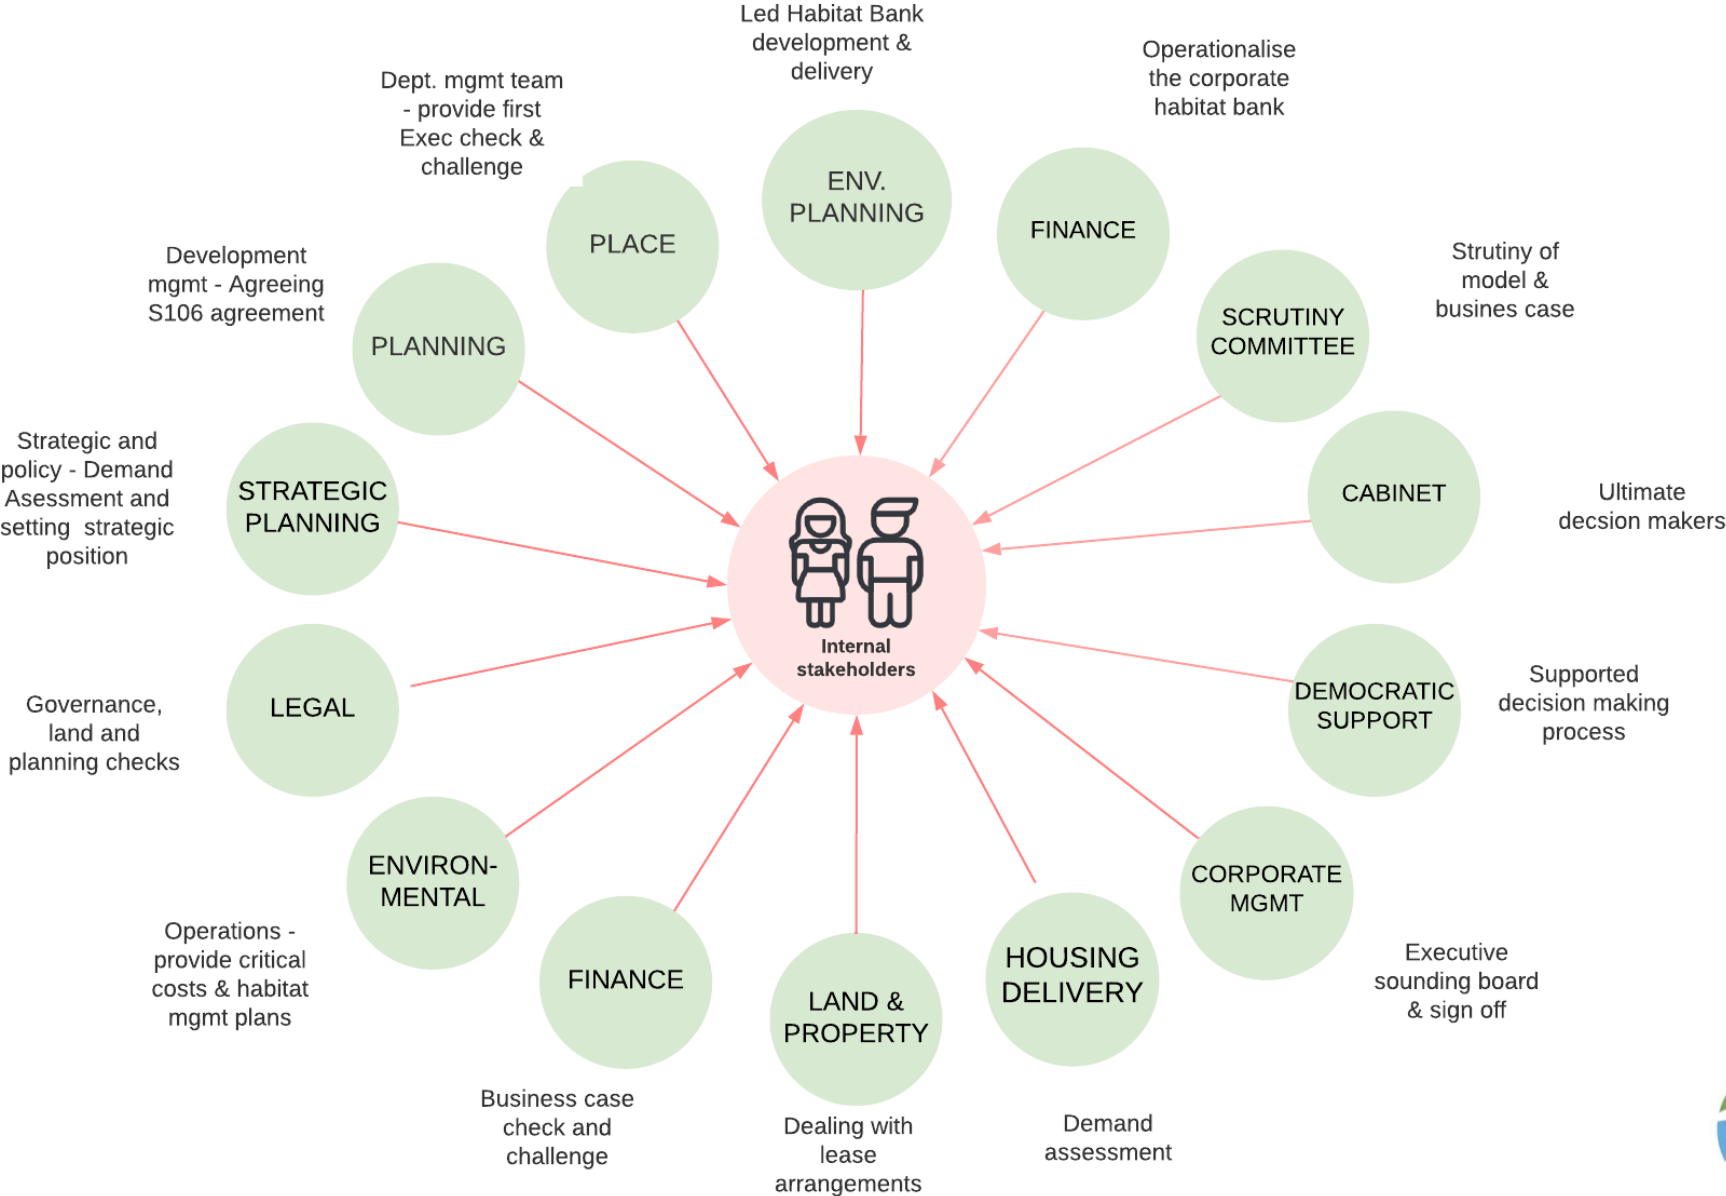 Led Habitat Bank
development &
delivery
ENV.
PLANNING
Operationalise
the corporate
habitat bank
FINANCE
Strutiny of
model &
busines case
SCRUTINY
COMMITTEE
Ultimate
decsion makers
CABINET
Supported
decision making
process
DEMOCRATIC
SUPPORT
Executive
sounding board
& sign off
CORPORATE
MGMT
Demand
assessment
HOUSING
DELIVERY
Dealing with
lease
arrangements
LAND &
PROPERTY
Business case
check and
challenge
FINANCE
Operations -
provide critical
costs & habitat
mgmt plans
ENVIRON-
MENTAL
Governance,
land and
planning checks
LEGAL
Strategic and
policy - Demand
Asessment and
setting strategic
position
STRATEGIC
PLANNING
Development
mgmt - Agreeing
S106 agreement
PLANNING
Dept. mgmt team
- provide first
Exec check &
challenge
PLACE
Internal
stakeholders